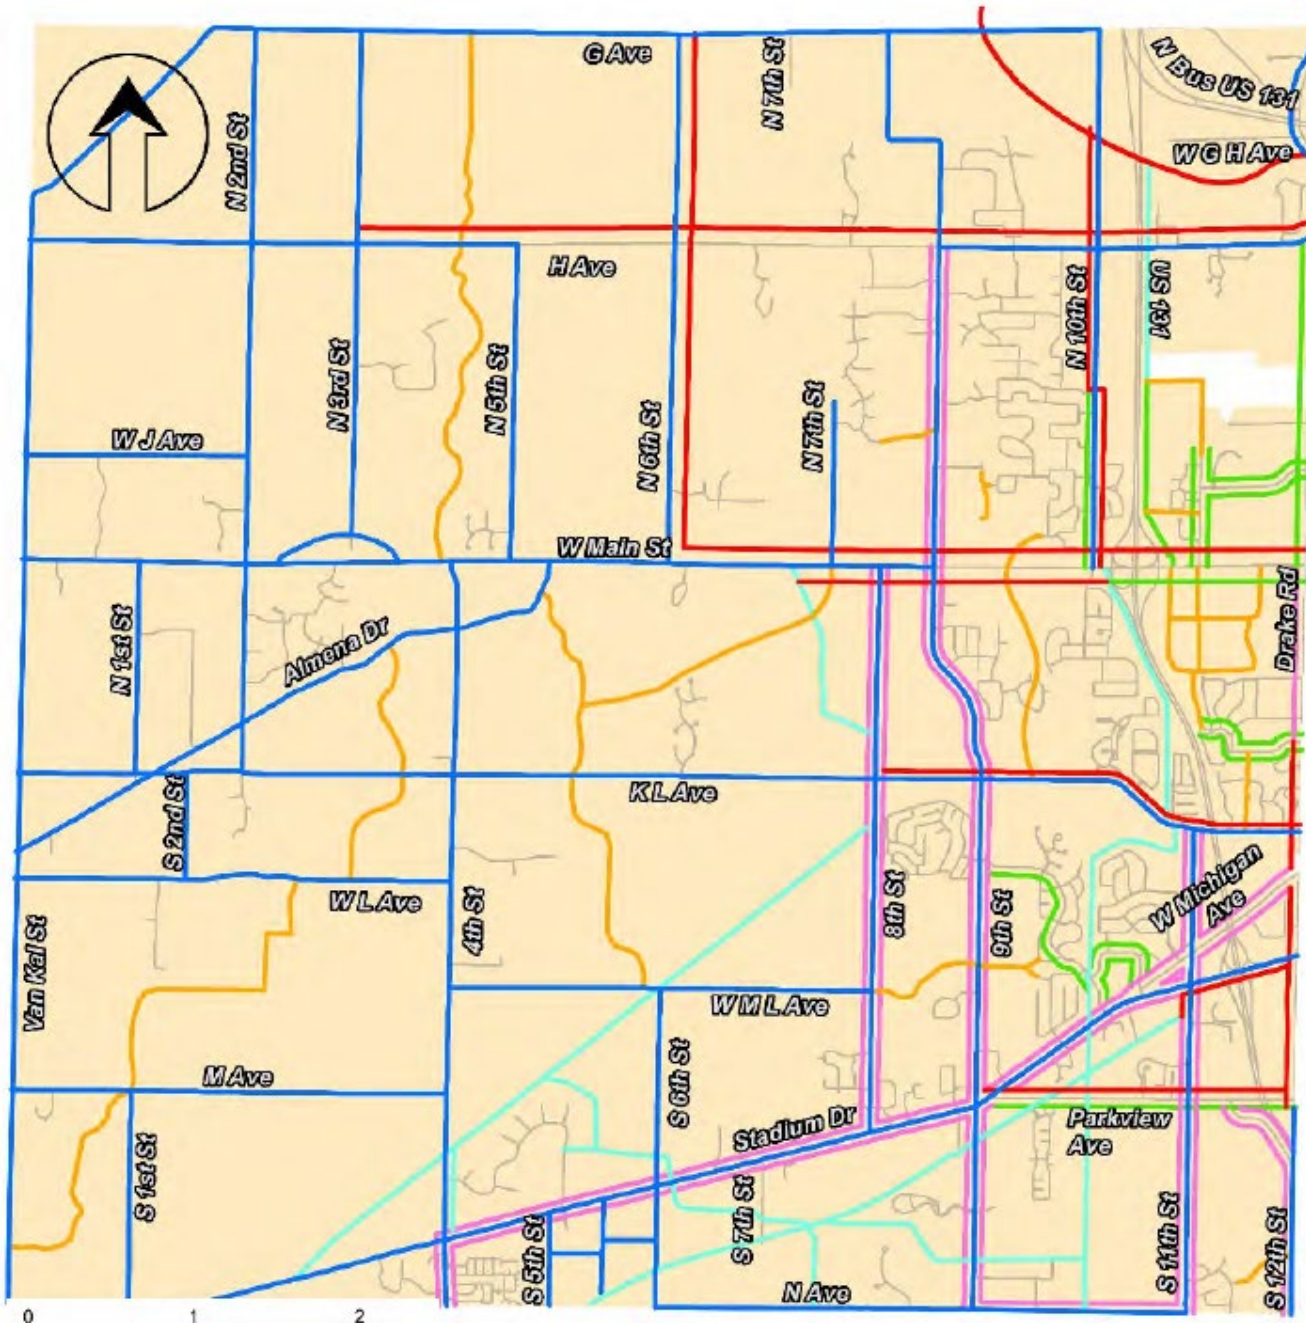 G Ave
N 7th St
N Bus US 131
W G H Ave
N 2nd St
H Ave
US 131
N 10th St
N 3rd St
N 5th St
N 6th St
N 7th St
W J Ave
W Main St
Drake Rd
N 1st St
Almena Dr
K L Ave
S 2nd St
W L Ave
4th St
8th St
9th St
W Michigan
Ave
Van Kal St
W M L Ave
M Ave
S 6th St
Stadium Dr
Parkview
Ave
S 1st St
S 7th St
S 5th St
S 11th St
S 12th St
N Ave
0 1 2